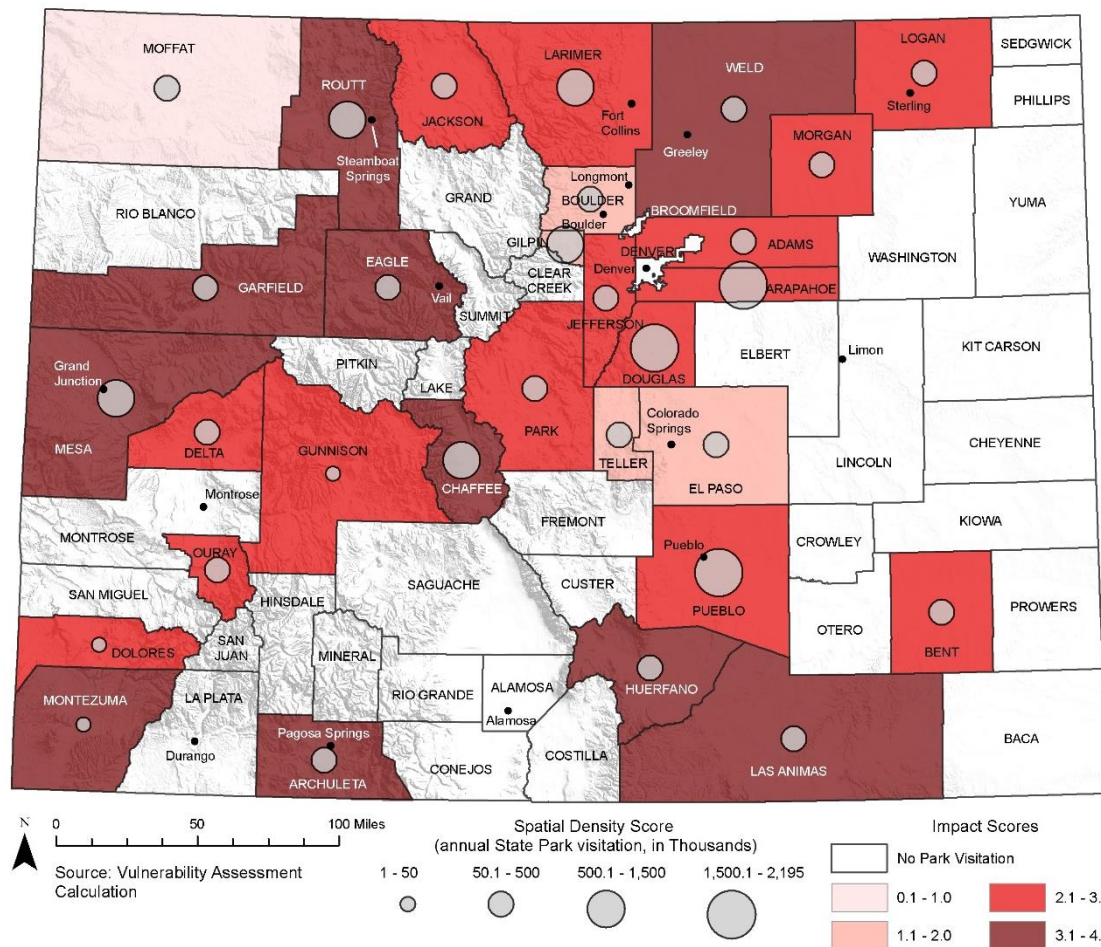 MOFFAT
ROUTT
Steamboat
Springs
JACKSON
LARIMER
Fort
Collins
WELD
Greeley
LOGAN
Sterling
SEDGWICK
PHILLIPS
MORGAN
YUMA
WASHINGTON
RIO BLANCO
GRAND
Longmont
BOULDER
Boulder
BROOMFIELD
GILPIN
DENVER
Denver
ADAMS
ARAPAHOE
CLEAR
CREEK
GARFIELD
EAGLE
Vail
SUMMIT
JEFFERSON
DOUGLAS
ELBERT
Limon
KIT CARSON
Grand
Junction
MESA
PITKIN
LAKE
DELTA
GUNNISON
CHAFFEE
PARK
TELLER
Colorado
Springs
EL PASO
LINCOLN
CHEYENNE
Montrose
MONTROSE
OURAY
FREMONT
KIOWA
CROWLEY
SAGUACHE
CUSTER
Pueblo
PUEBLO
OTERO
BENT
PROWERS
SAN MIGUEL
HINSDALE
DOLORES
SAN
JUAN
MINERAL
RIO GRANDE
ALAMOSA
Alamosa
HUERFANO
MONTEZUMA
LA PLATA
Durango
Pagosa Springs
ARCHULETA
CONEJOS
COSTILLA
LAS ANIMAS
BACA
N
0 50 100 Miles
Source: Vulnerability Assessment
Calculation
Spatial Density Score
(annual State Park visitation, in Thousands)
1 - 50 50.1 - 500 500.1 - 1,500 1,500.1 - 2,195
Impact Scores
No Park Visitation
0.1 - 1.0 2.1 - 3.
1.1 - 2.0 3.1 - 4.